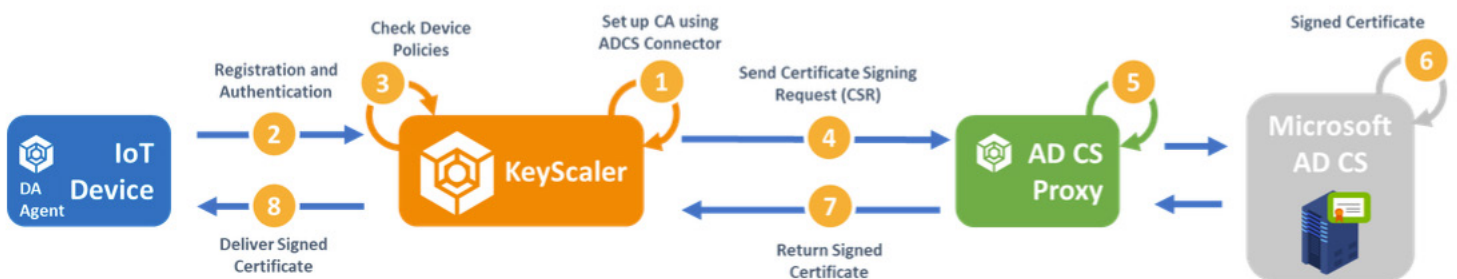 Check Device
Policies
Set up CA using
ADCS Connector
Signed Certificate
Registration and
Authentication
Send Certificate Signing
Request (CSR)
3
1
5
6
2
4
IoT
Device
DA
Agent
KeyScaler
AD CS
Proxy
Microsoft
AD CS
8
7
Deliver Signed
Certificate
Return Signed
Certificate